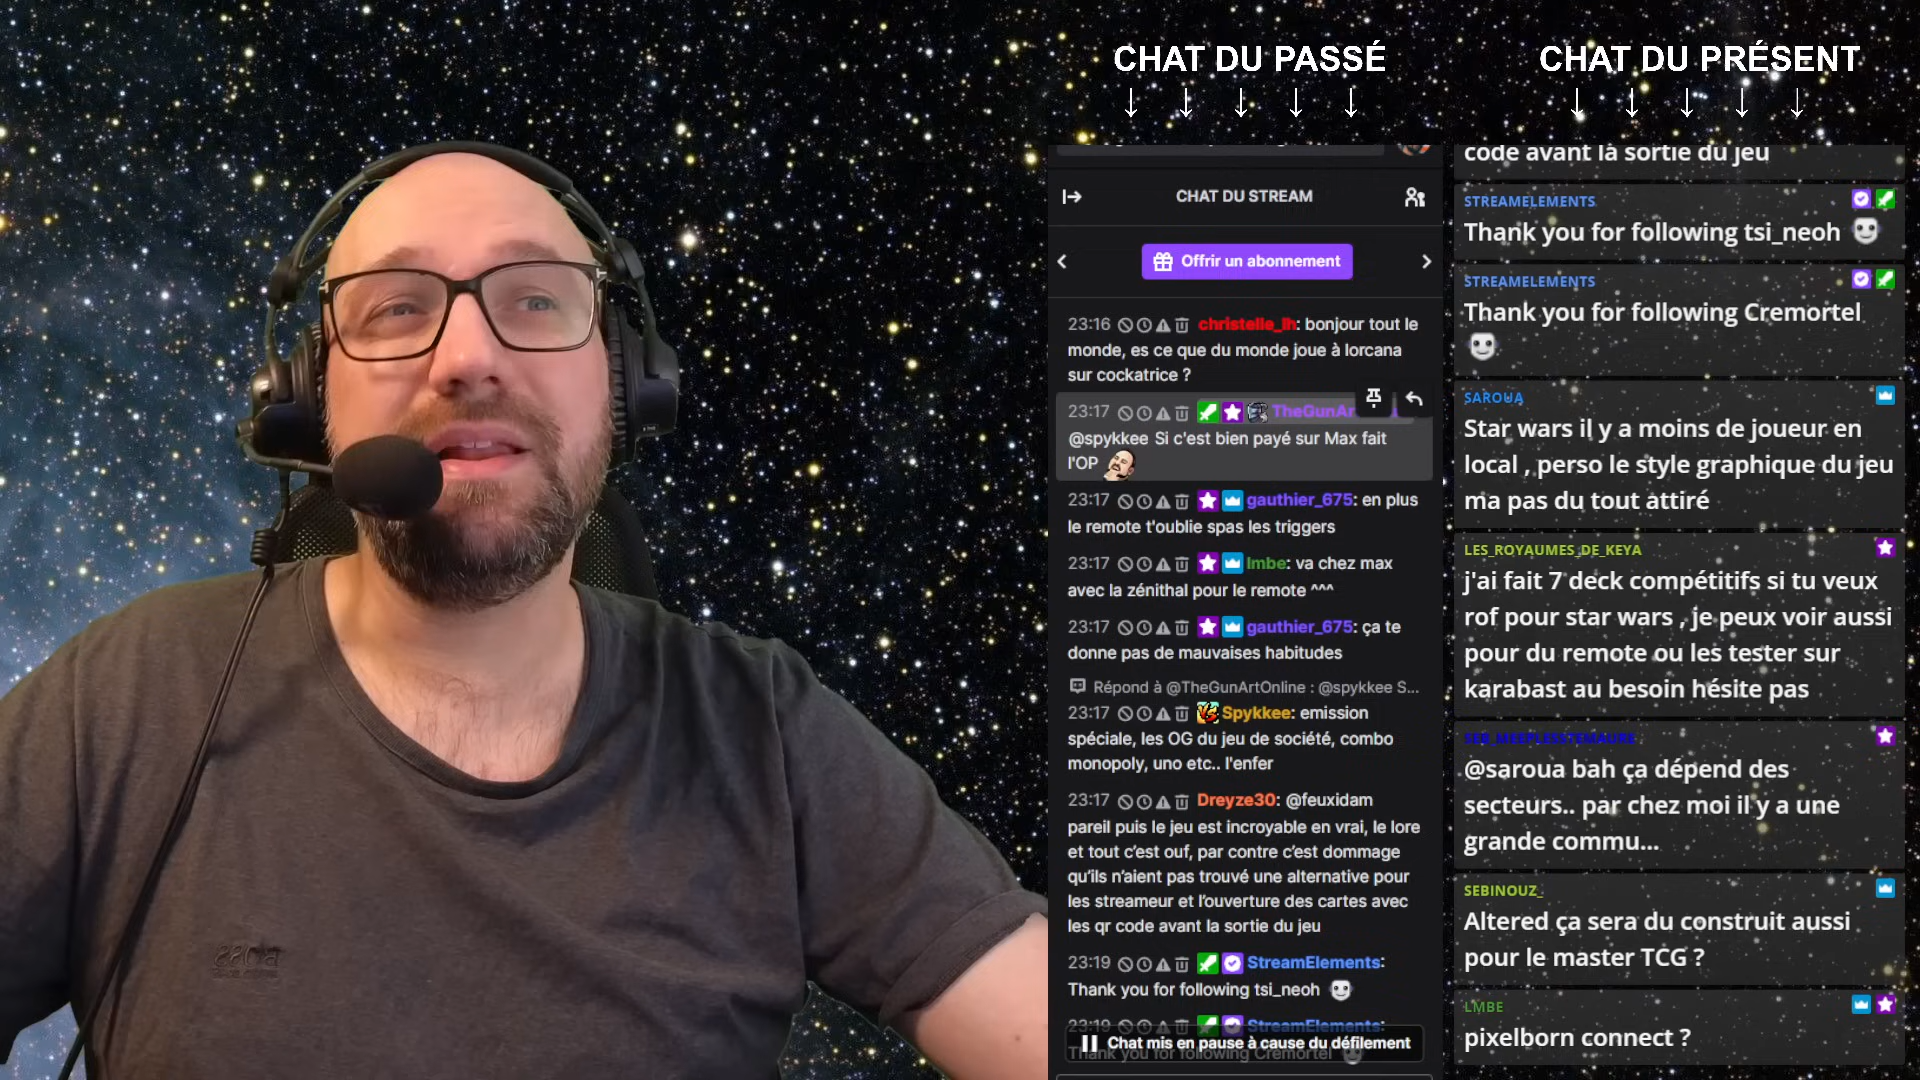 CHAT DU PASSÉ
CHAT DU PRÉSENT
CHAT DU STREAM
Offrir un abonnement
23:16 christelle_lh: bonjour tout le
monde, es ce que du monde joue à lorcana
sur cockatrice ?
23:17 TheGunAr
@spykkee Si c'est bien payé sur Max fait
l'OP
23:17 gauthier_675: en plus
le remote t'oublie spas les triggers
23:17 lmbe: va chez max
avec la zénithal pour le remote ^^^
23:17 gauthier_675: ça te
donne pas de mauvaises habitudes
Répond à @TheGunArtOnline : @spykkee S...
23:17 Spykkee: emission
spéciale, les OG du jeu de société, combo
monopoly, uno etc.. l'enfer
23:17 Dreyze30: @feuxidam
pareil puis le jeu est incroyable en vrai, le lore
et tout c’est ouf, par contre c’est dommage
qu’ils n’aient pas trouvé une alternative pour
les streameur et l’ouverture des cartes avec
les qr code avant la sortie du jeu
23:19 StreamElements:
Thank you for following tsi_neoh
23:19 StreamElements:
Thank you for following Cremortel
Chat mis en pause à cause du défilement
code avant la sortie du jeu
STREAMELEMENTS
Thank you for following tsi_neoh
STREAMELEMENTS
Thank you for following Cremortel
SAROUA
Star wars il y a moins de joueur en
local , perso le style graphique du jeu
ma pas du tout attiré
LES_ROYAUMES_DE_KEYA
j'ai fait 7 deck compétitifs si tu veux
rof pour star wars , je peux voir aussi
pour du remote ou les tester sur
karabast au besoin hésite pas
@saroua bah ça dépend des
secteurs.. par chez moi il y a une
grande commu...
SEBINOUZ_
Altered ça sera du construit aussi
pour le master TCG ?
LMBE
pixelborn connect ?